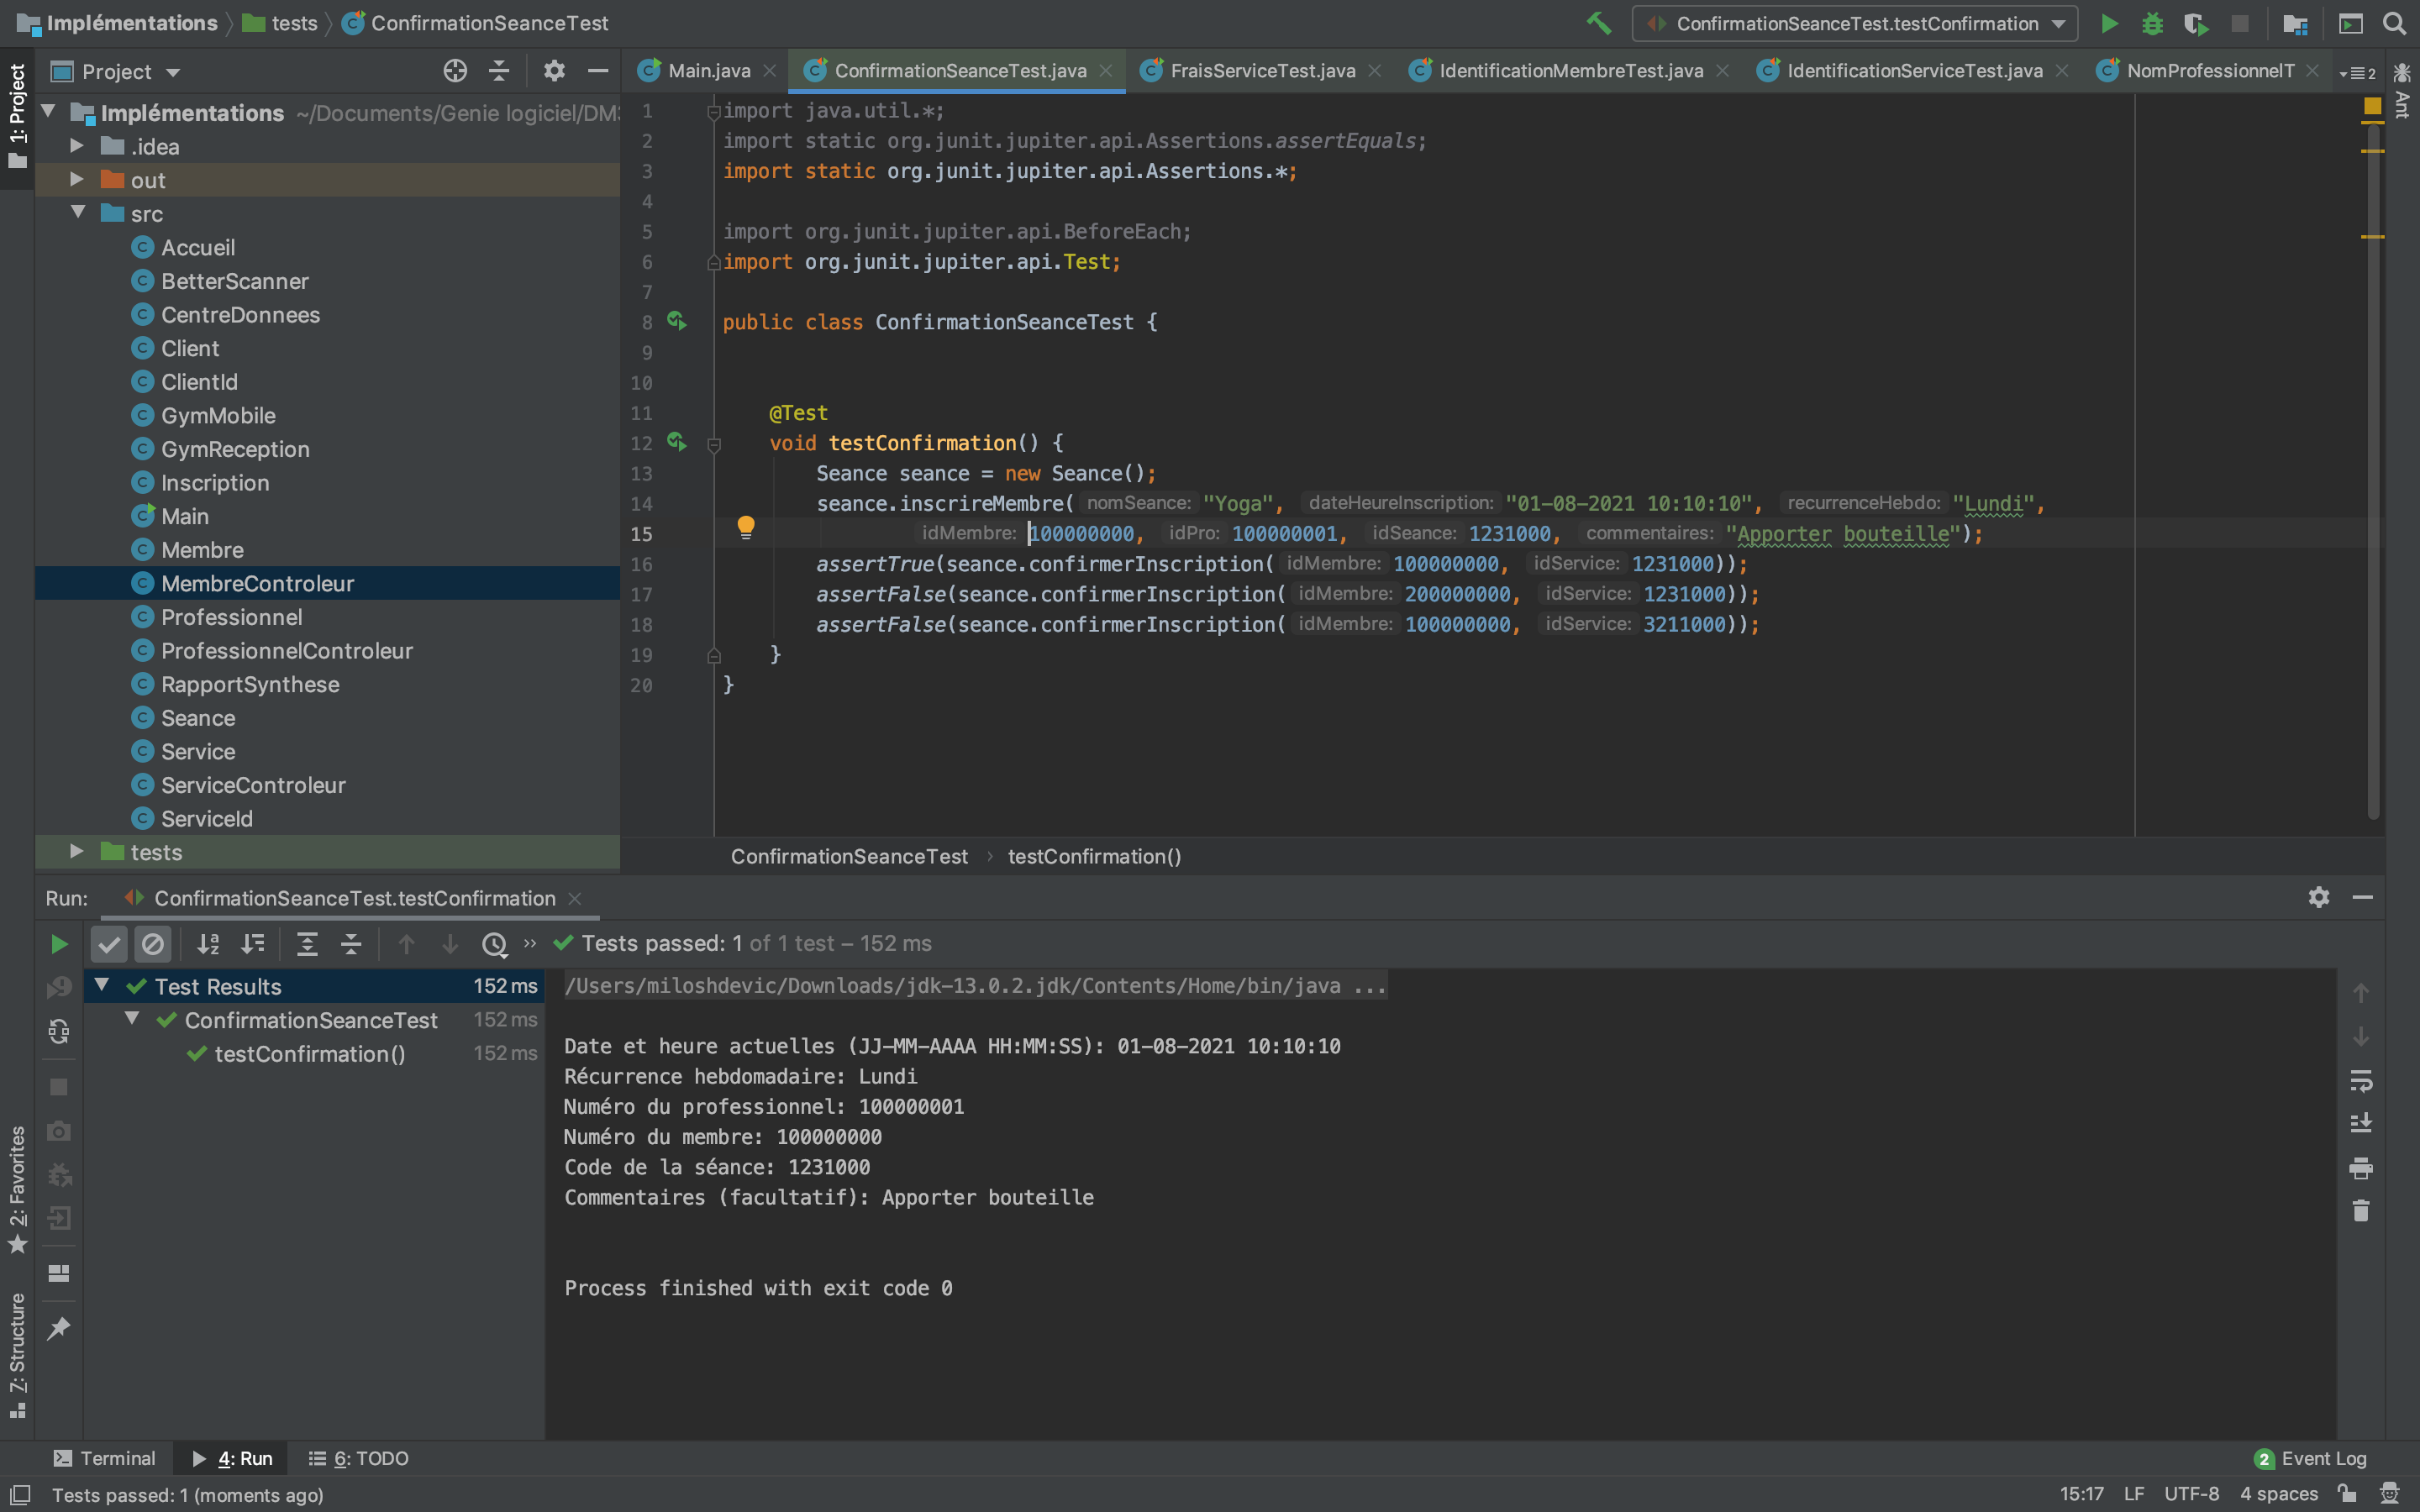 Implémentations tests ConfirmationSeanceTest
ConfirmationSeanceTest.testConfirmation
Project
Main.java ConfirmationSeanceTest.java FraisServiceTest.java IdentificationMembreTest.java IdentificationServiceTest.java NomProfessionnelT 2
1: Project
Ant
Implémentations ~/Documents/Genie logiciel/DM
.idea
out
src
Accueil
BetterScanner
CentreDonnees
Client
ClientId
GymMobile
GymReception
Inscription
Main
Membre
MembreControleur
Professionnel
ProfessionnelControleur
RapportSynthese
Seance
Service
ServiceControleur
ServiceId
tests
1 import java.util.*;
2 import static org.junit.jupiter.api.Assertions.assertEquals;
3 import static org.junit.jupiter.api.Assertions.*;
4
5 import org.junit.jupiter.api.BeforeEach;
6 import org.junit.jupiter.api.Test;
7
8 public class ConfirmationSeanceTest {
9
10
11 @Test
12 void testConfirmation() {
13 Seance seance = new Seance();
14 seance.inscrireMembre( nomSeance: "Yoga", dateHeureInscription: "01-08-2021 10:10:10", recurrenceHebdo: "Lundi",
15 idMembre: 100000000, idPro: 100000001, idSeance: 1231000, commentaires: "Apporter bouteille");
16 assertTrue(seance.confirmerInscription( idMembre: 100000000, idService: 1231000));
17 assertFalse(seance.confirmerInscription( idMembre: 200000000, idService: 1231000));
18 assertFalse(seance.confirmerInscription( idMembre: 100000000, idService: 3211000));
19 }
20 }
ConfirmationSeanceTest › testConfirmation()
Run: ConfirmationSeanceTest.testConfirmation
Tests passed: 1 of 1 test – 152 ms
Test Results 152 ms
ConfirmationSeanceTest 152 ms
testConfirmation() 152 ms
/Users/miloshdevic/Downloads/jdk-13.0.2.jdk/Contents/Home/bin/java ...
Date et heure actuelles (JJ-MM-AAAA HH:MM:SS): 01-08-2021 10:10:10
Récurrence hebdomadaire: Lundi
Numéro du professionnel: 100000001
Numéro du membre: 100000000
Code de la séance: 1231000
Commentaires (facultatif): Apporter bouteille
Process finished with exit code 0
2: Favorites
7: Structure
Terminal 4: Run 6: TODO 2 Event Log
Tests passed: 1 (moments ago) 15:17 LF UTF-8 4 spaces